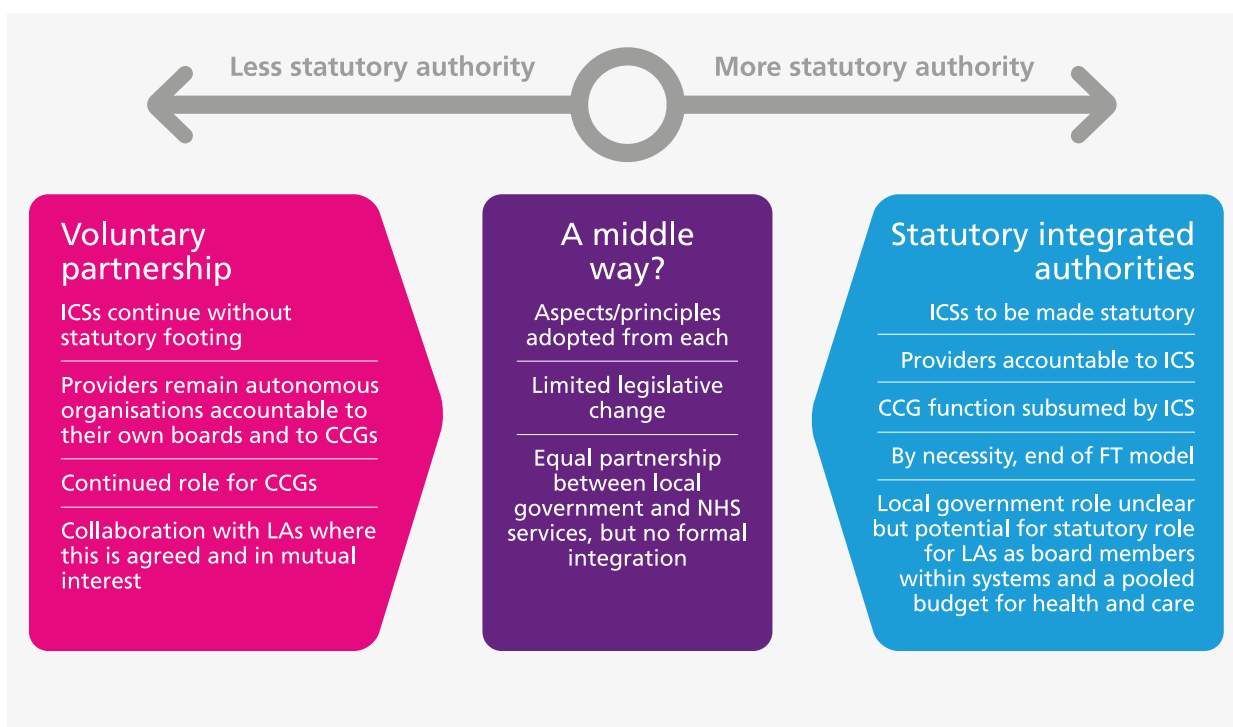 Less statutory authority
More statutory authority
Voluntary
partnership
ICSs continue without
statutory footing
Providers remain autonomous
organisations accountable to
their own boards and to CCGs
Continued role for CCGs
Collaboration with LAs where
this is agreed and in mutual
interest
A middle
way?
Aspects/principles
adopted from each
Limited legislative
change
Equal partnership
between local
government and NHS
services, but no formal
integration
Statutory integrated
authorities
ICSs to be made statutory
Providers accountable to ICS
CCG function subsumed by ICS
By necessity, end of FT model
Local government role unclear
but potential for statutory role
for LAs as board members
within systems and a pooled
budget for health and care